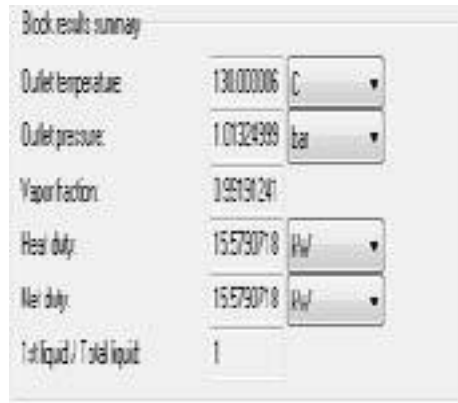 Block results summary
Outlet temperature: 130.000006 C
Outlet pressure: 1.01324999 bar
Vapor fraction: 0.99191241
Heat duty: 15.5790718 kW
Net duty: 15.5790718 kW
1st liquid / Total liquid: 1